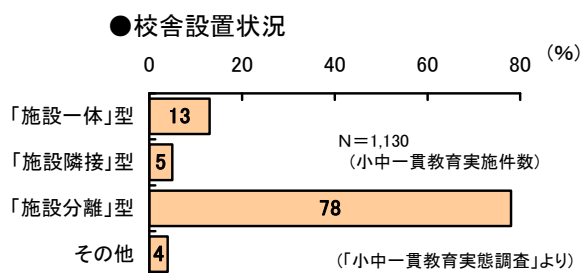 ●校舎設置状況
(%)
0 20 40 60 80
「施設一体」型 13
「施設隣接」型 5
「施設分離」型 78
その他 4
N=1,130
(小中一貫教育実施件数)
(「小中一貫教育実態調査」より)